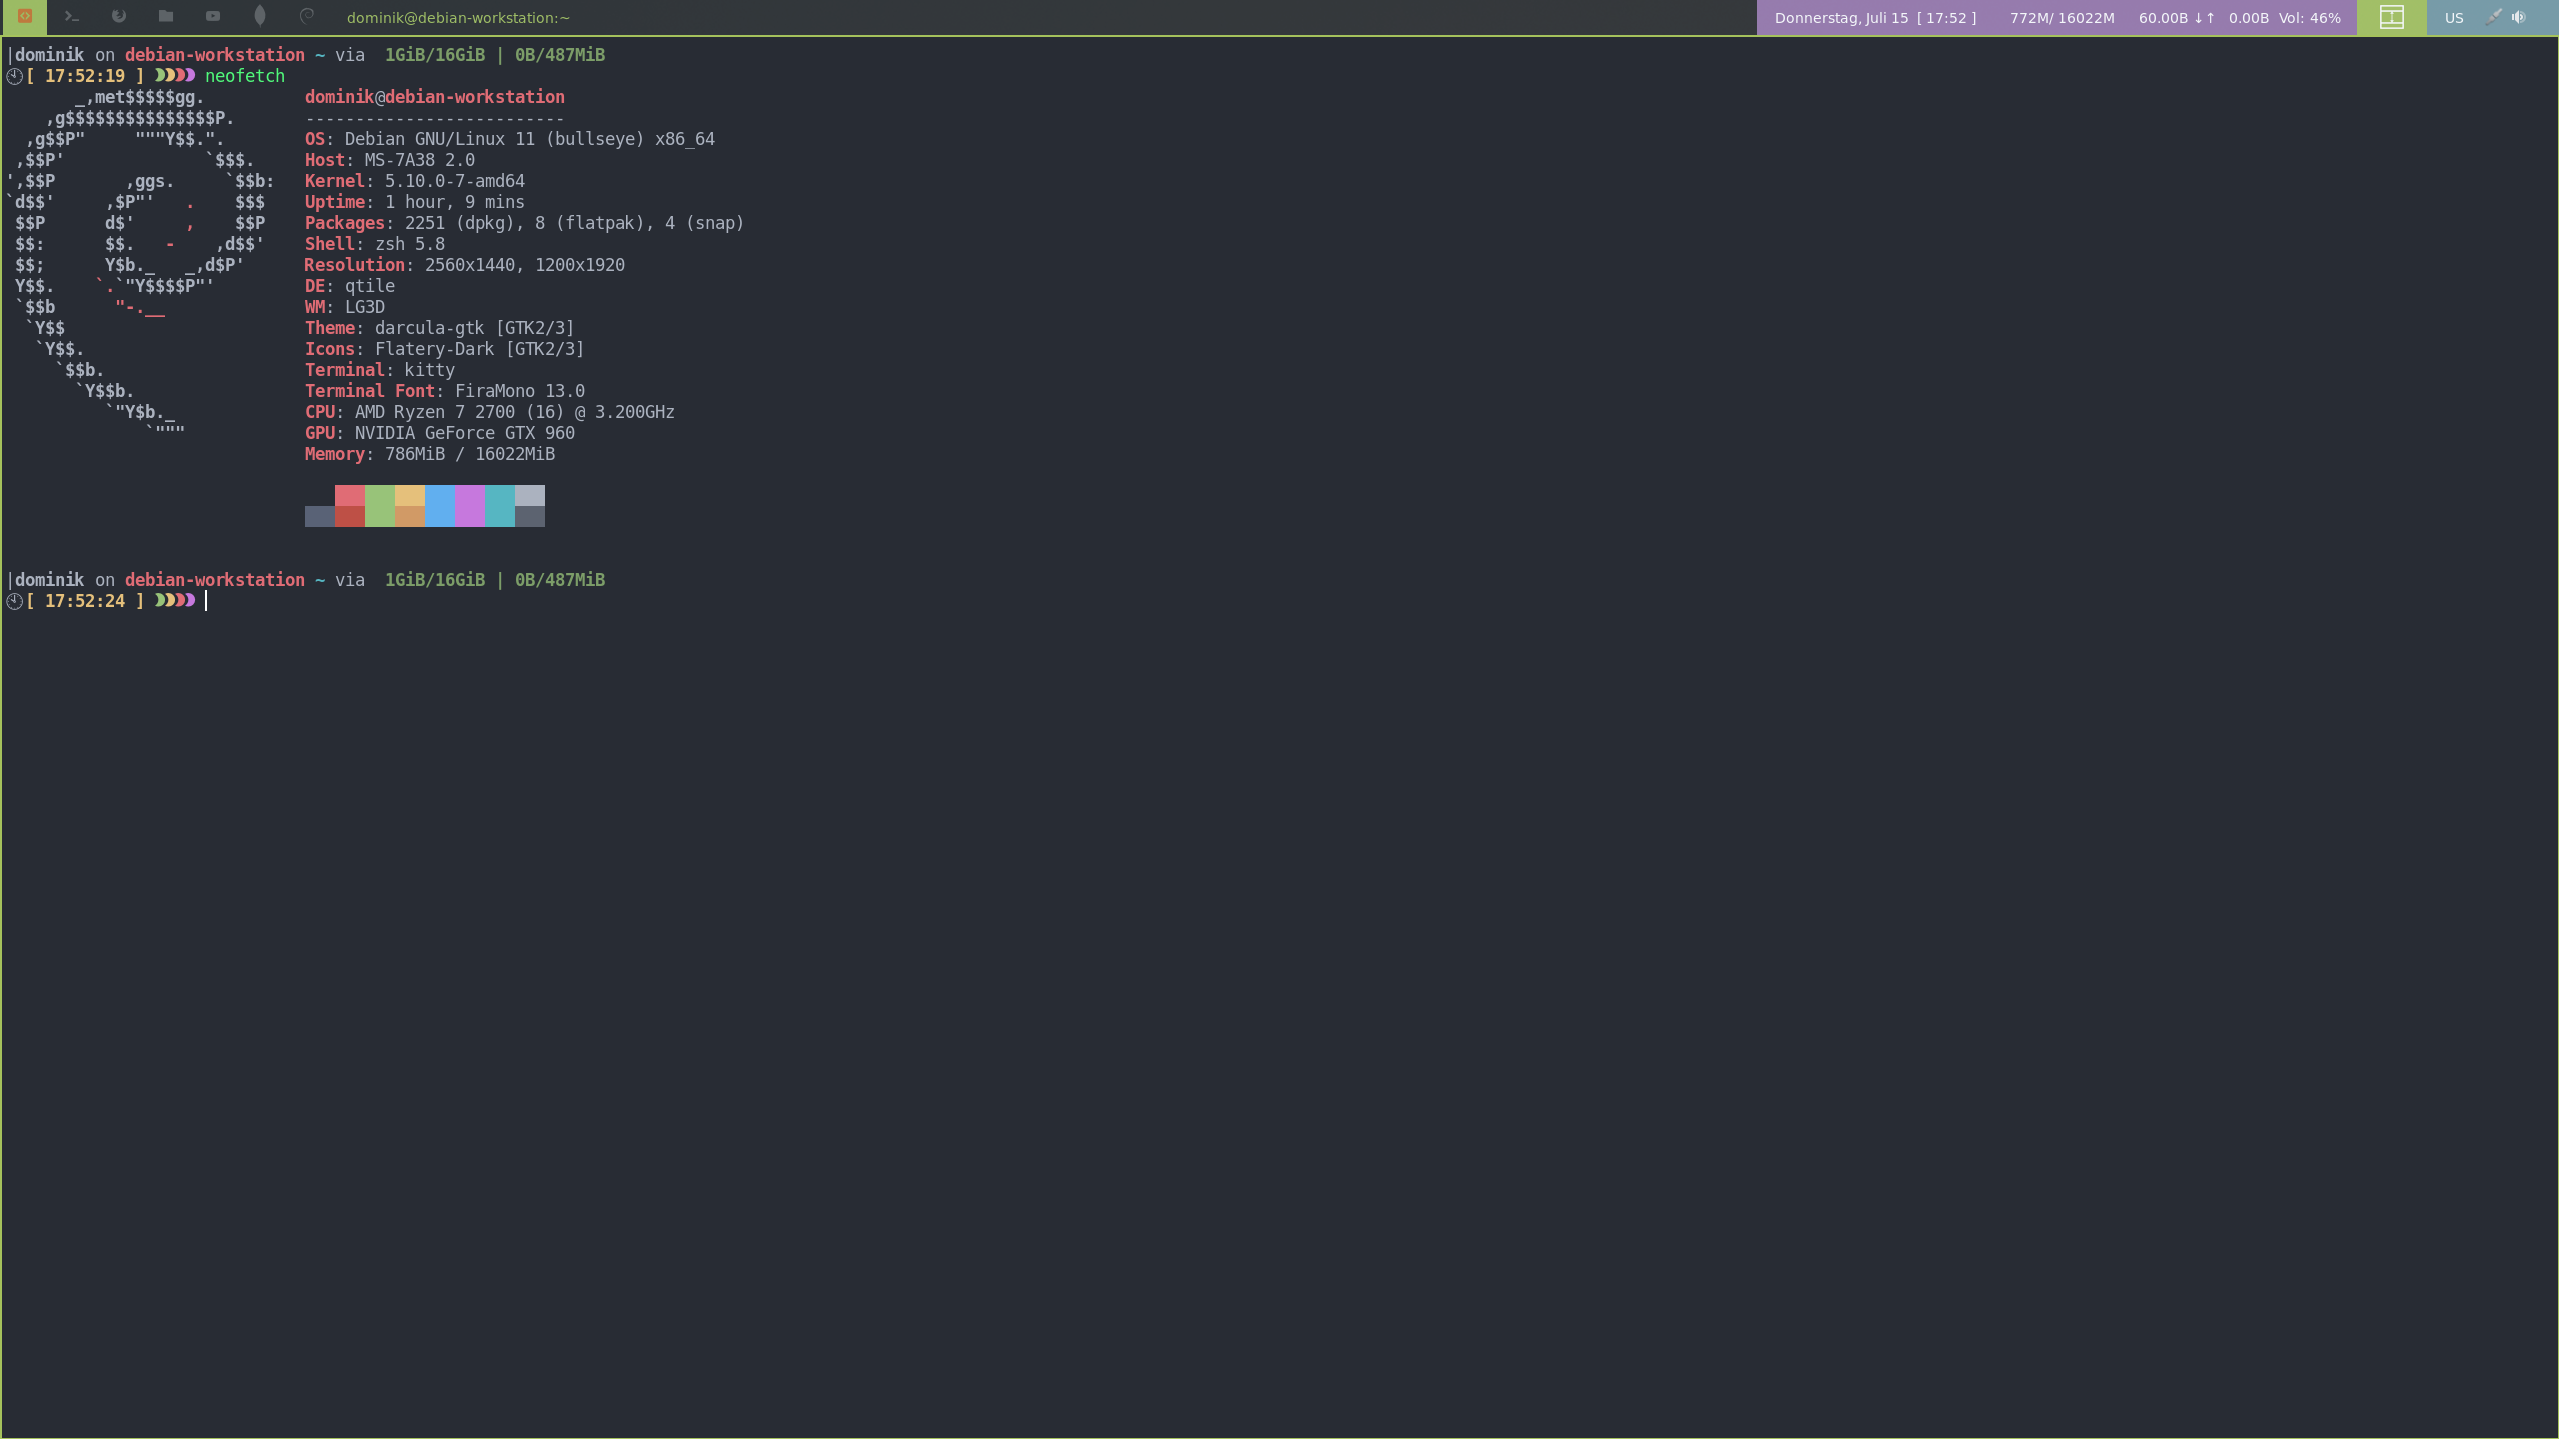 dominik@debian-workstation:~ Donnerstag, Juli 15 [ 17:52 ] 772M/ 16022M 60.00B ↓↑ 0.00B Vol: 46% US
|dominik on debian-workstation ~ via 1GiB/16GiB | 0B/487MiB
[ 17:52:19 ] neofetch
_,met$$$$$gg. dominik@debian-workstation
,g$$$$$$$$$$$$$$$P. --------------------------
,g$$P" """Y$$.". OS: Debian GNU/Linux 11 (bullseye) x86_64
,$$P' `$$$. Host: MS-7A38 2.0
',$$P ,ggs. `$$b: Kernel: 5.10.0-7-amd64
`d$$' ,$P"' . $$$ Uptime: 1 hour, 9 mins
$$P d$' , $$P Packages: 2251 (dpkg), 8 (flatpak), 4 (snap)
$$: $$. - ,d$$' Shell: zsh 5.8
$$; Y$b._ _,d$P' Resolution: 2560x1440, 1200x1920
Y$$. `.`"Y$$$$P"' DE: qtile
`$$b "-.__ WM: LG3D
`Y$$ Theme: darcula-gtk [GTK2/3]
`Y$$. Icons: Flatery-Dark [GTK2/3]
`$$b. Terminal: kitty
`Y$$b. Terminal Font: FiraMono 13.0
`"Y$b._ CPU: AMD Ryzen 7 2700 (16) @ 3.200GHz
`""" GPU: NVIDIA GeForce GTX 960
Memory: 786MiB / 16022MiB
|dominik on debian-workstation ~ via 1GiB/16GiB | 0B/487MiB
[ 17:52:24 ]